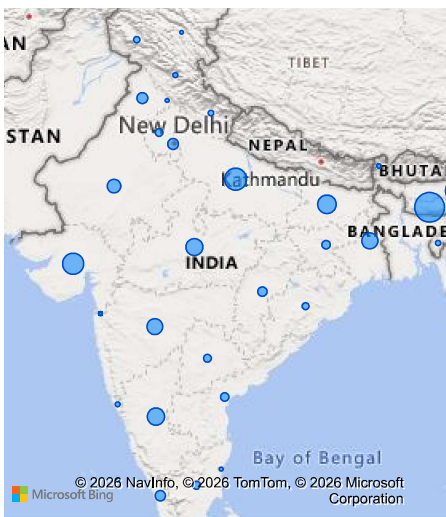 AN
TIBET
STAN
New Delhi
NEPAL
Kathmandu
BHUTA
BANGLADE
INDIA
Bay of Bengal
© 2026 NavInfo, © 2026 TomTom, © 2026 Microsoft
Microsoft Bing
Corporation